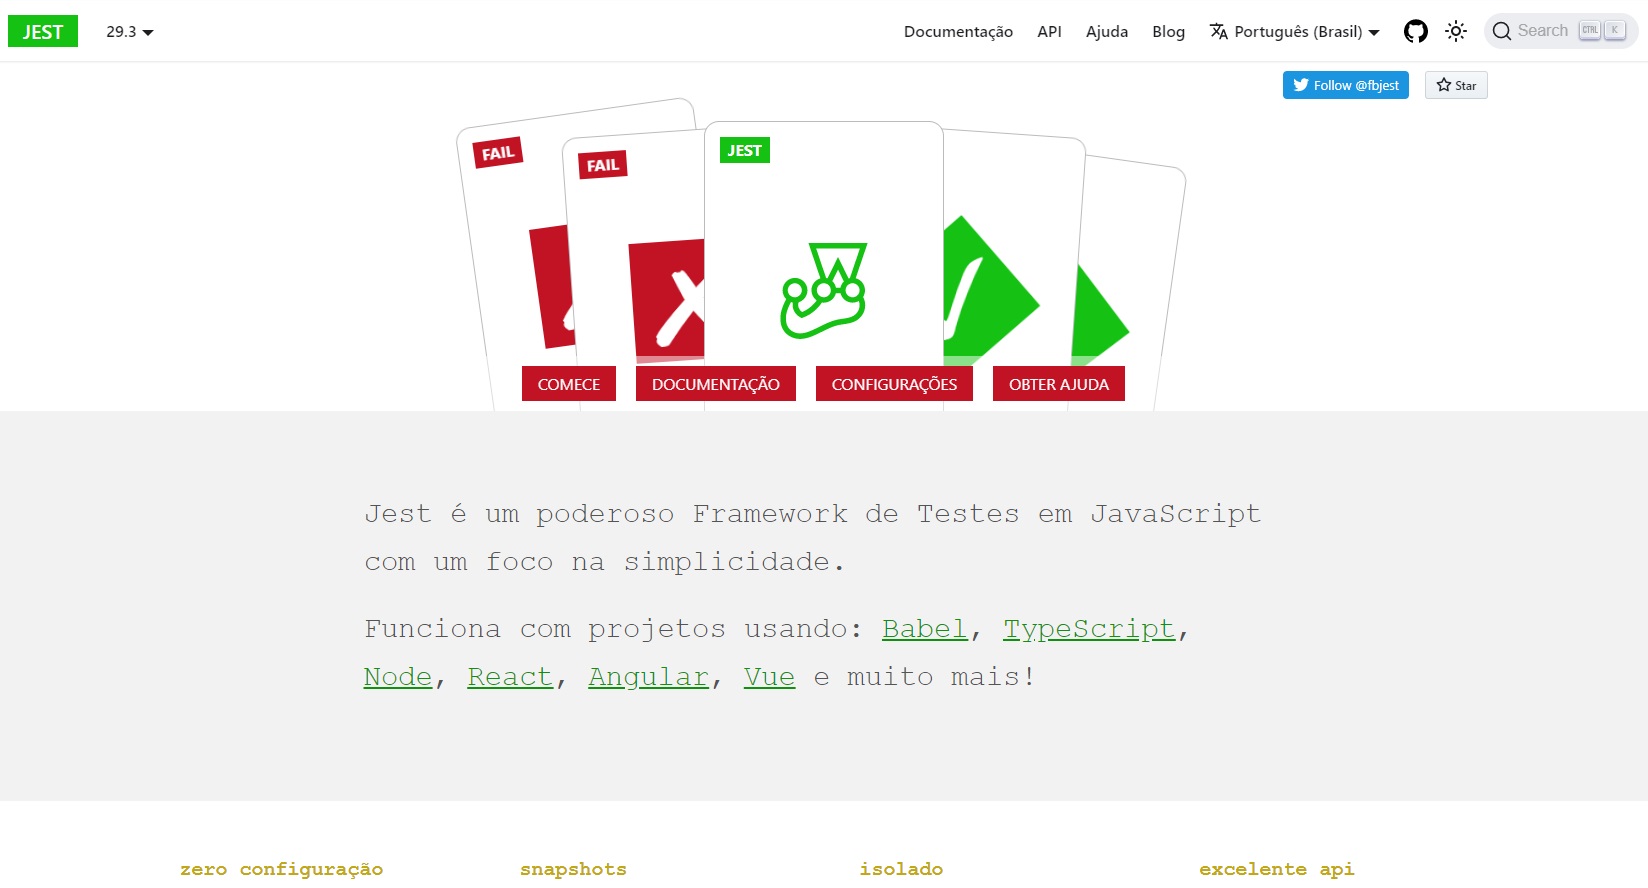 JEST
29.3
Documentação
API
Ajuda
Blog
Português (Brasil)
Search
CTRL
K
Follow @fbjest
Star
FAIL
FAIL
JEST
COMECE
DOCUMENTAÇÃO
CONFIGURAÇÕES
OBTER AJUDA
Jest é um poderoso Framework de Testes em JavaScript
com um foco na simplicidade.
Funciona com projetos usando: Babel, TypeScript,
Node, React, Angular, Vue e muito mais!
zero configuração
snapshots
isolado
excelente api